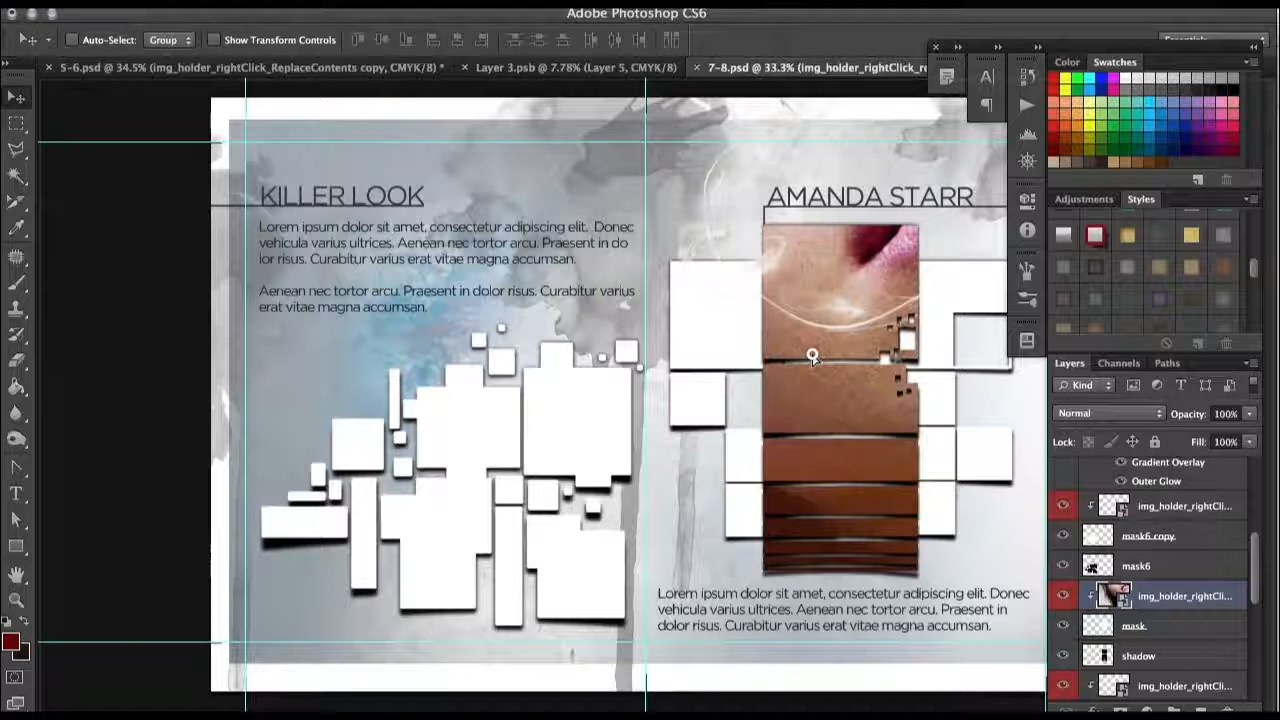 Adobe Photoshop CS6
Auto-Select: Group Show Transform Controls
5-6.psd @ 34.5% (img_holder_rightClick_ReplaceContents copy, CMYK/8) *
Layer 3.psb @ 7.78% (Layer 5, CMYK/8)
7-8.psd @ 33.3% (img_holder_rightClick_re
Color Swatches
KILLER LOOK
Lorem ipsum dolor sit amet, consectetur adipiscing elit. Donec
vehicula varius ultrices. Aenean nec tortor arcu. Praesent in do
lor risus. Curabitur varius erat vitae magna accumsan.
Aenean nec tortor arcu. Praesent in dolor risus. Curabitur varius
erat vitae magna accumsan.
AMANDA STARR
Lorem ipsum dolor sit amet, consectetur adipiscing elit. Donec
vehicula varius ultrices. Aenean nec tortor arcu. Praesent in
dolor risus. Curabitur varius erat vitae magna accumsan.
Adjustments Styles
Layers Channels Paths
Kind
Normal Opacity: 100%
Lock: Fill: 100%
Gradient Overlay
Outer Glow
img_holder_rightCli...
mask6 copy
mask6
img_holder_rightCli...
mask
shadow
img_holder_rightCli...